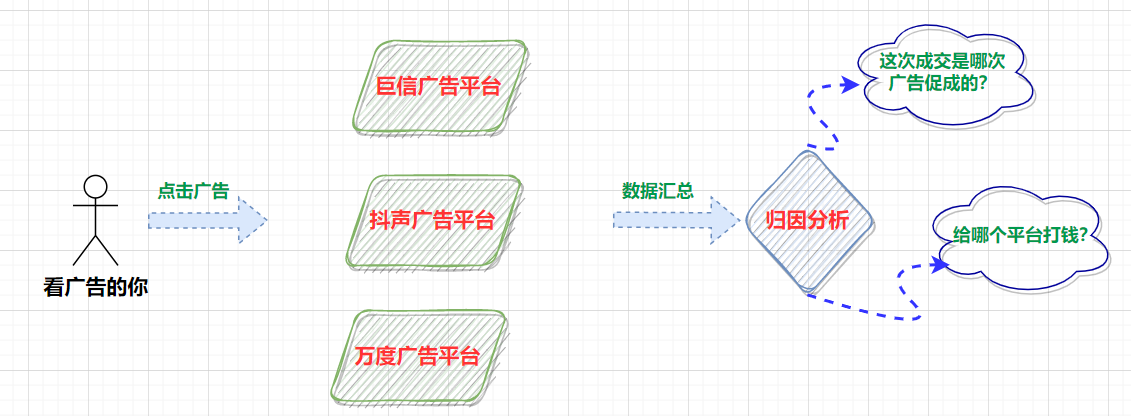 看广告的你
点击广告
巨信广告平台
抖声广告平台
万度广告平台
数据汇总
归因分析
这次成交是哪次
广告促成的?
给哪个平台打钱?